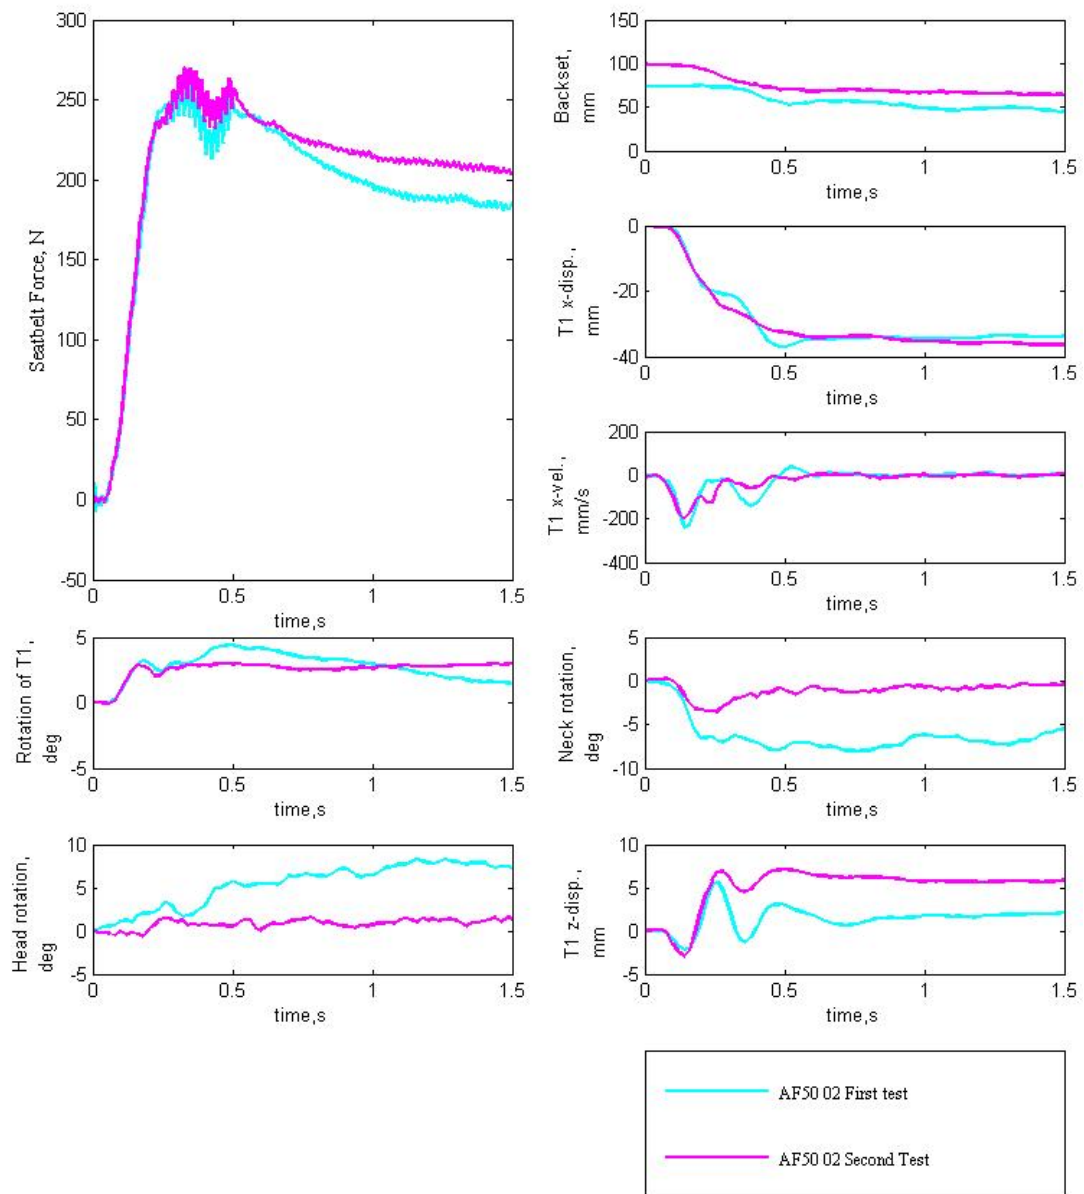 300
250
200
150
100
50
0
-50
Seatbelt Force, N
0 0.5 1 1.5
time,s
150
100
50
0
Backset,
mm
0 0.5 1 1.5
time,s
0
-20
-40
T1 x-disp.,
mm
0 0.5 1 1.5
time,s
200
0
-200
-400
T1 x-vel.,
mm/s
0 0.5 1 1.5
time,s
5
0
-5
Rotation of T1,
deg
0 0.5 1 1.5
time,s
5
0
-5
-10
Neck rotation,
deg
0 0.5 1 1.5
time,s
10
5
0
-5
Head rotation,
deg
0 0.5 1 1.5
time,s
10
5
0
-5
T1 z-disp.,
mm
0 0.5 1 1.5
time,s
AF50 02 First test
AF50 02 Second Test